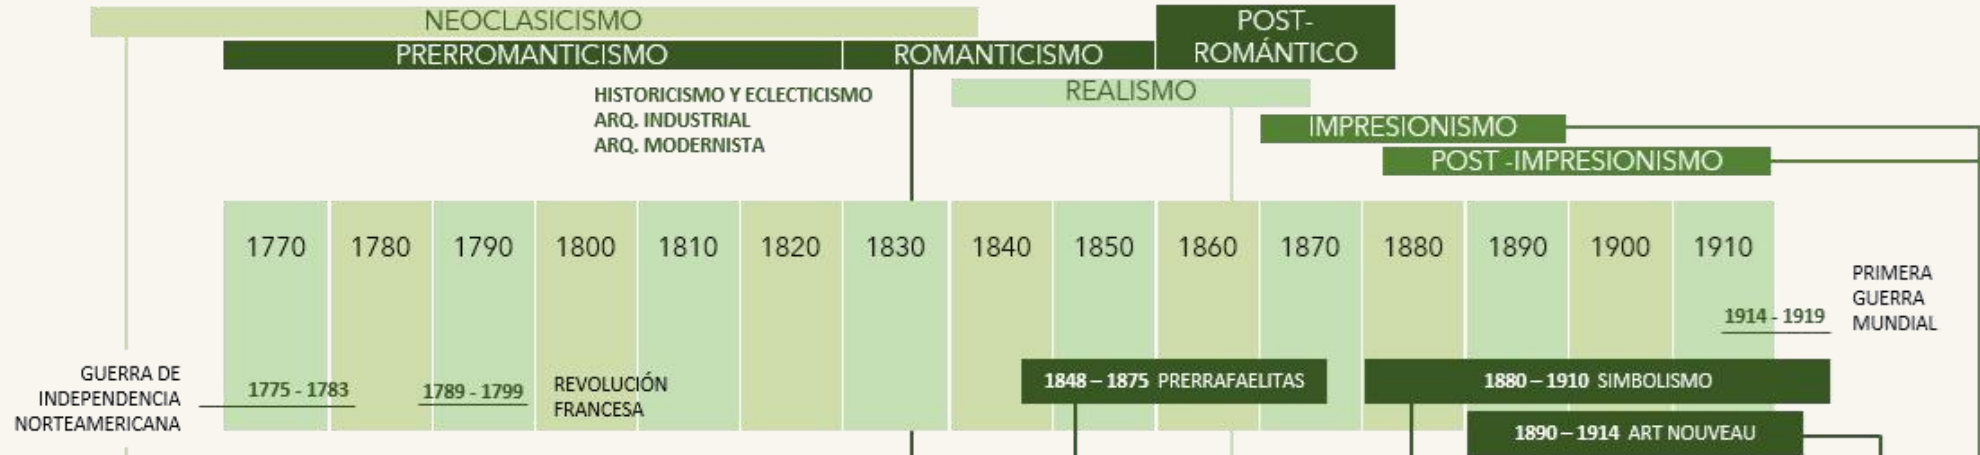 NEOCLASICISMO
POST-
ROMÁNTICO
PRERROMANTICISMO
ROMANTICISMO
REALISMO
HISTORICISMO Y ECLECTICISMO
ARQ. INDUSTRIAL
ARQ. MODERNISTA
IMPRESIONISMO
POST -IMPRESIONISMO
1770 1780 1790 1800 1810 1820 1830 1840 1850 1860 1870 1880 1890 1900 1910
PRIMERA
GUERRA
MUNDIAL
1914 - 1919
GUERRA DE
INDEPENDENCIA
NORTEAMERICANA
1775 - 1783
1789 - 1799
REVOLUCIÓN
FRANCESA
1848 – 1875 PRERRAFAELITAS
1880 – 1910 SIMBOLISMO
1890 – 1914 ART NOUVEAU